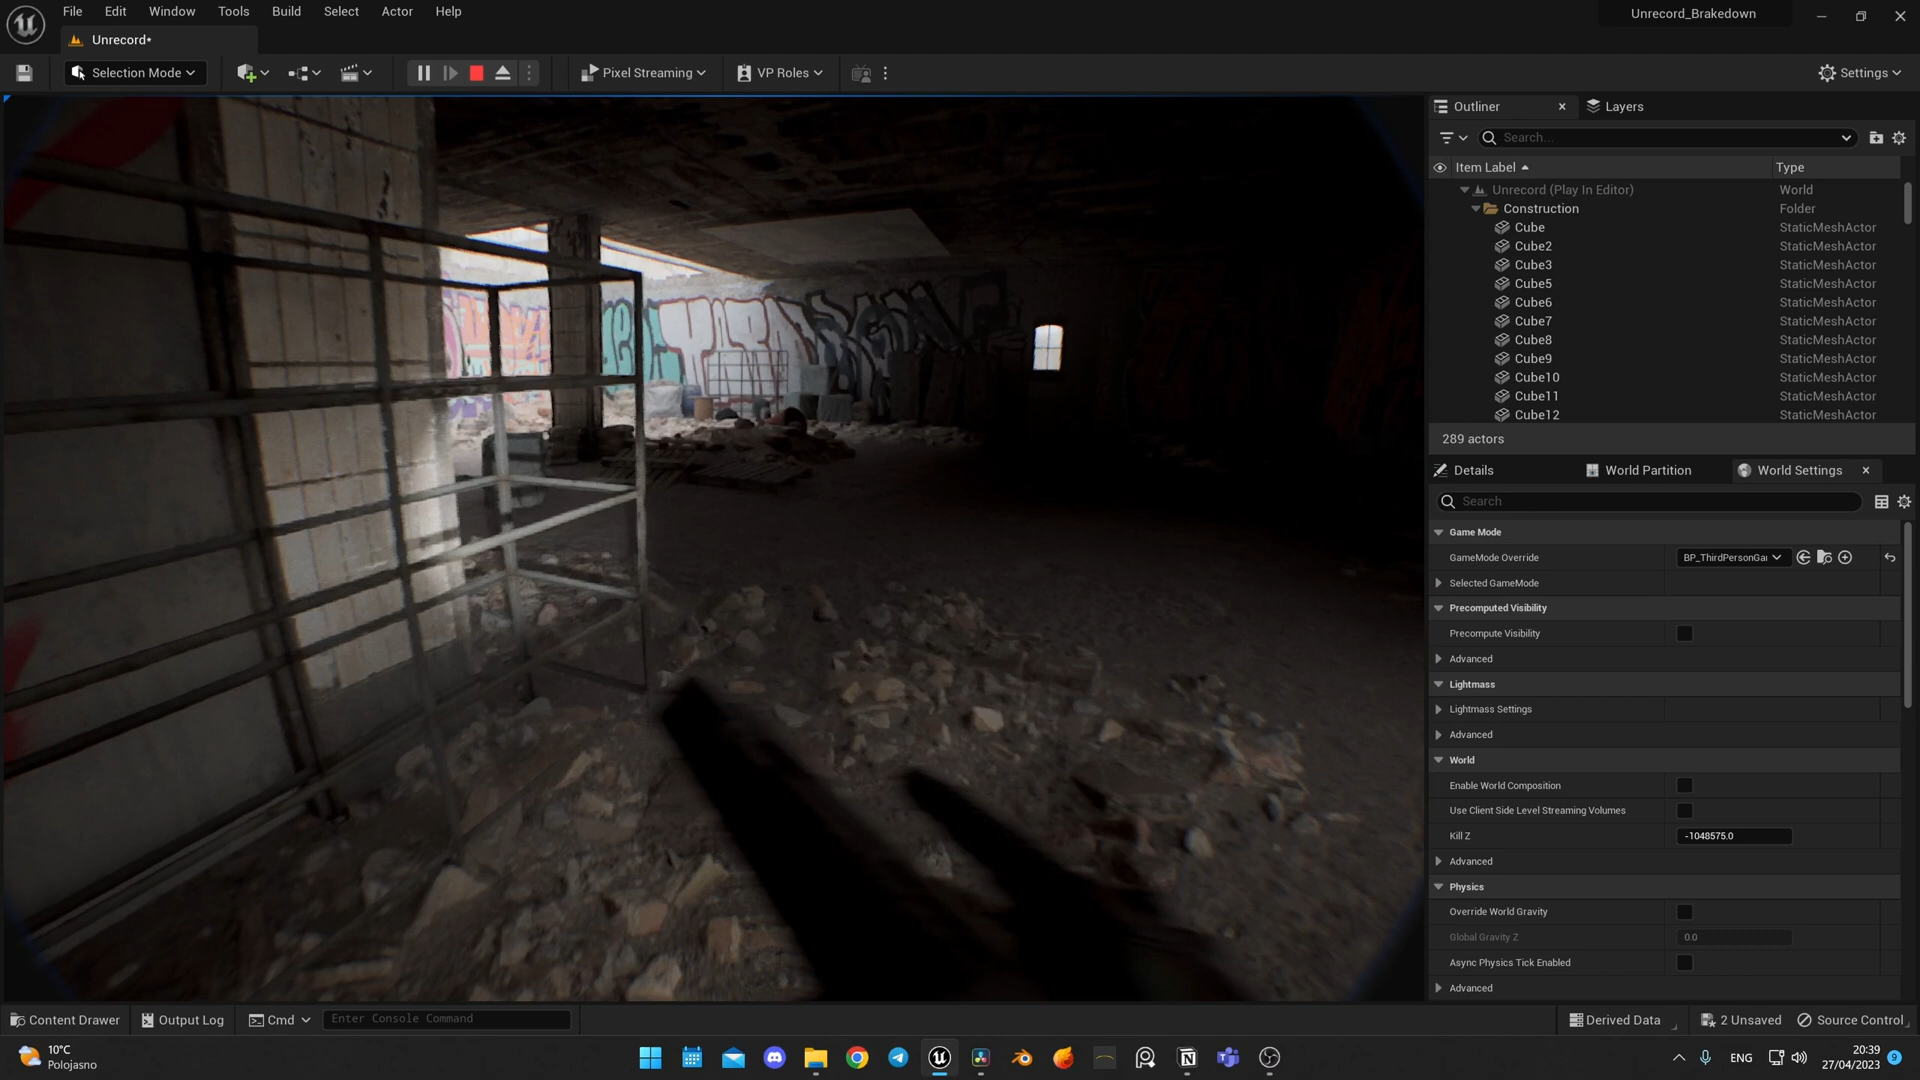 File Edit Window Tools Build Select Actor Help
Unrecord_Brakedown
Unrecord•
Selection Mode
Pixel Streaming
VP Roles
Settings
Outliner
Layers
Search...
Item Label
Type
Unrecord (Play In Editor) World
Construction Folder
Cube StaticMeshActor
Cube2 StaticMeshActor
Cube3 StaticMeshActor
Cube5 StaticMeshActor
Cube6 StaticMeshActor
Cube7 StaticMeshActor
Cube8 StaticMeshActor
Cube9 StaticMeshActor
Cube10 StaticMeshActor
Cube11 StaticMeshActor
Cube12 StaticMeshActor
289 actors
Details
World Partition
World Settings
Search
Game Mode
GameMode Override BP_ThirdPersonGa
Selected GameMode
Precomputed Visibility
Precompute Visibility
Advanced
Lightmass
Lightmass Settings
Advanced
World
Enable World Composition
Use Client Side Level Streaming Volumes
Kill Z -1048575.0
Advanced
Physics
Override World Gravity
Global Gravity Z 0.0
Async Physics Tick Enabled
Advanced
Content Drawer
Output Log
Cmd
Enter Console Command
Derived Data
2 Unsaved
Source Control
10°C
Polojasno
ENG
20:39
27/04/2023
9